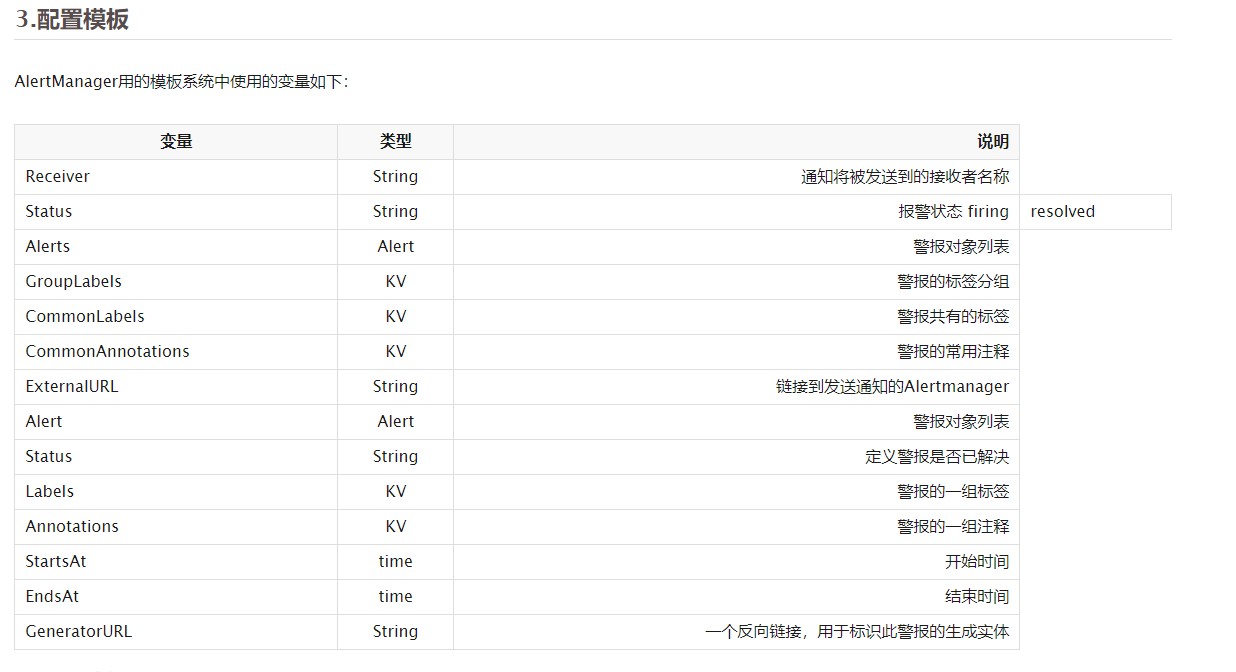 3.配置模板
AlertManager用的模板系统中使用的变量如下：
变量 类型 说明
Receiver String 通知将被发送到的接收者名称
Status String 报警状态 firing resolved
Alerts Alert 警报对象列表
GroupLabels KV 警报的标签分组
CommonLabels KV 警报共有的标签
CommonAnnotations KV 警报的常用注释
ExternalURL String 链接到发送通知的Alertmanager
Alert Alert 警报对象列表
Status String 定义警报是否已解决
Labels KV 警报的一组标签
Annotations KV 警报的一组注释
StartsAt time 开始时间
EndsAt time 结束时间
GeneratorURL String 一个反向链接，用于标识此警报的生成实体